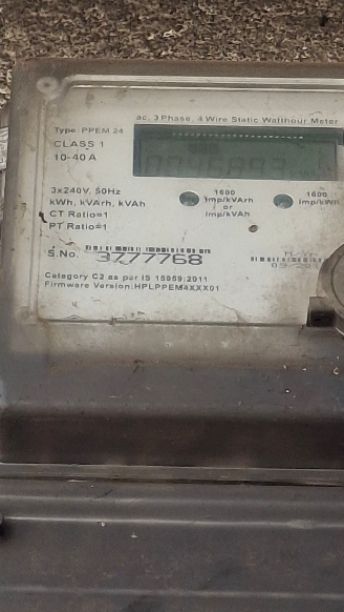 ac, 3 Phase, 4 Wire Static Watthour Meter
Type: PPEM 24
CLASS 1
10-40 A
3x240V, 50Hz
kWh, kVArh, kVAh
CT Ratio=1
PT Ratio=1
1600
Imp/kVArh
or
Imp/kVAh
1600
S.No. 3777768
Category C2 as per IS 15959:2011
Firmware Version:HPLPPEM4XXX01